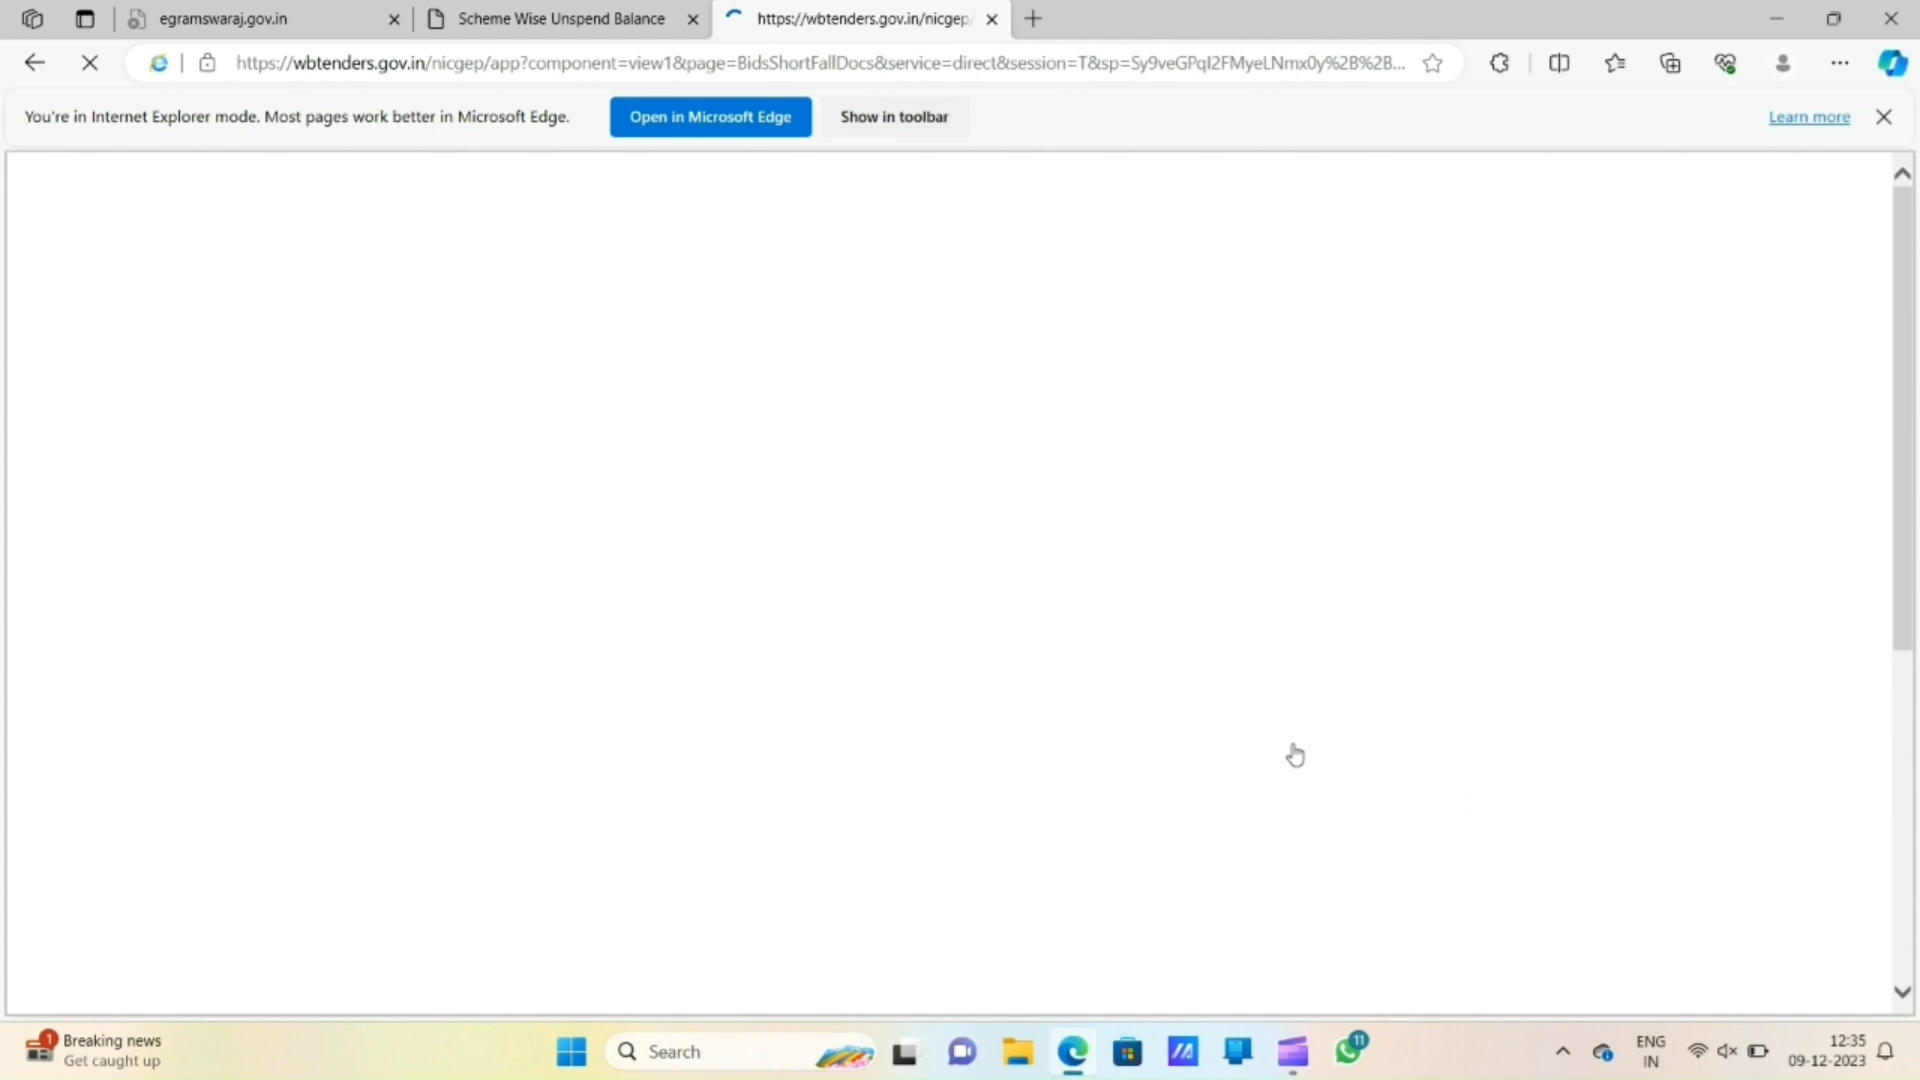 egramswaraj.gov.in
Scheme Wise Unspend Balance
https://wbtenders.gov.in/nicgep/
https://wbtenders.gov.in/nicgep/app?component=view1&page=BidsShortFallDocs&service=direct&session=T&sp=Sy9veGPqI2FMyeLNmx0y%2B%2B...
You're in Internet Explorer mode. Most pages work better in Microsoft Edge.
Open in Microsoft Edge
Show in toolbar
Learn more
1
Breaking news
Get caught up
Search
11
ENG
IN
12:35
09-12-2023